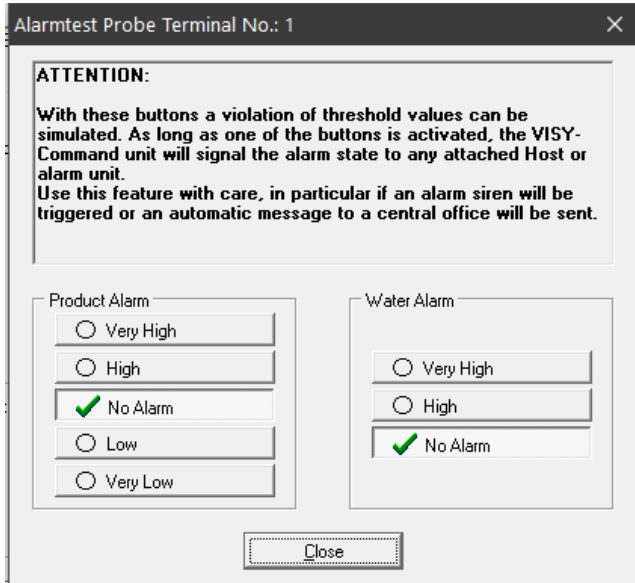 Alarmtest Probe Terminal No.: 1
ATTENTION:
With these buttons a violation of threshold values can be
simulated. As long as one of the buttons is activated, the VISY-
Command unit will signal the alarm state to any attached Host or
alarm unit.
Use this feature with care, in particular if an alarm siren will be
triggered or an automatic message to a central office will be sent.
Product Alarm
Very High
High
No Alarm
Low
Very Low
Water Alarm
Very High
High
No Alarm
Close